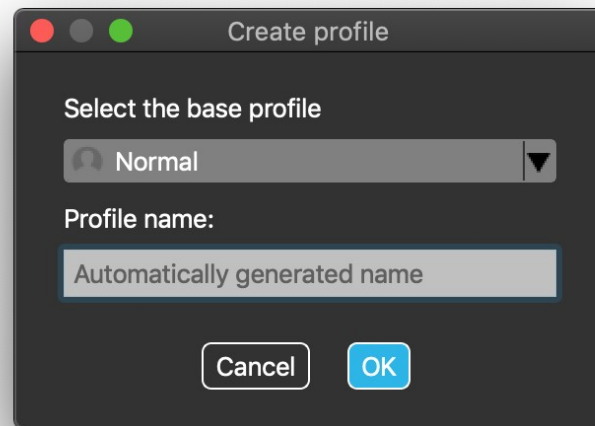 Create profile
Select the base profile
Normal
Profile name:
Automatically generated name
Cancel OK